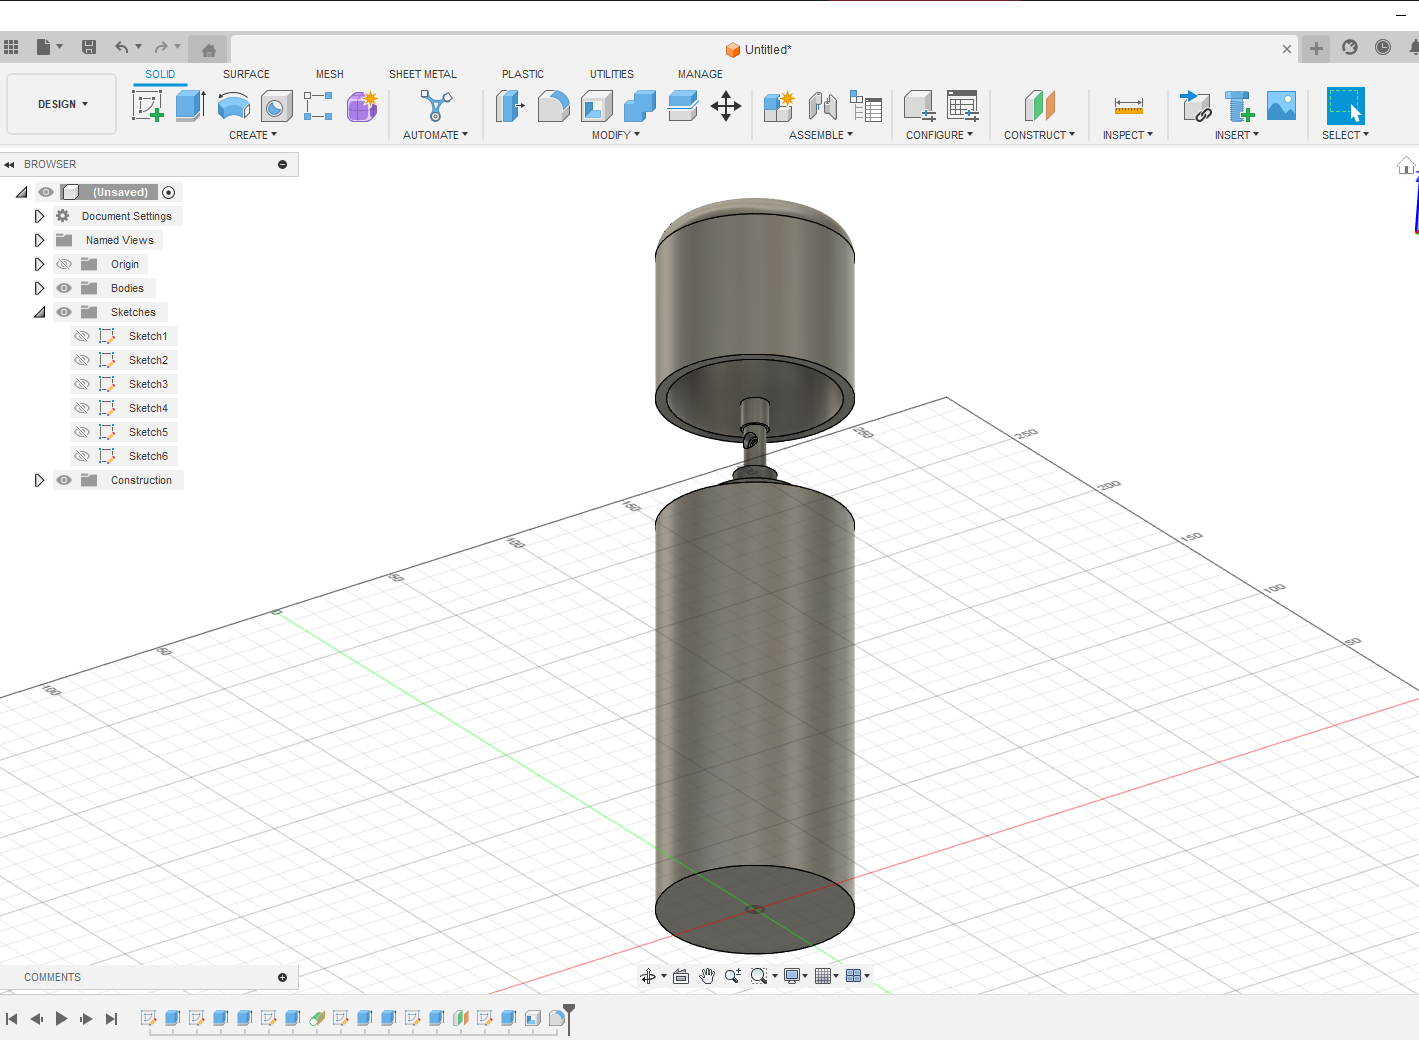 Untitled*
SOLID SURFACE MESH SHEET METAL PLASTIC UTILITIES MANAGE
DESIGN
CREATE AUTOMATE MODIFY ASSEMBLE CONFIGURE CONSTRUCT INSPECT INSERT SELECT
BROWSER
(Unsaved)
Document Settings
Named Views
Origin
Bodies
Sketches
Sketch1
Sketch2
Sketch3
Sketch4
Sketch5
Sketch6
Construction
250
250
200
150
150
100
100
50
50
0
50
100
COMMENTS